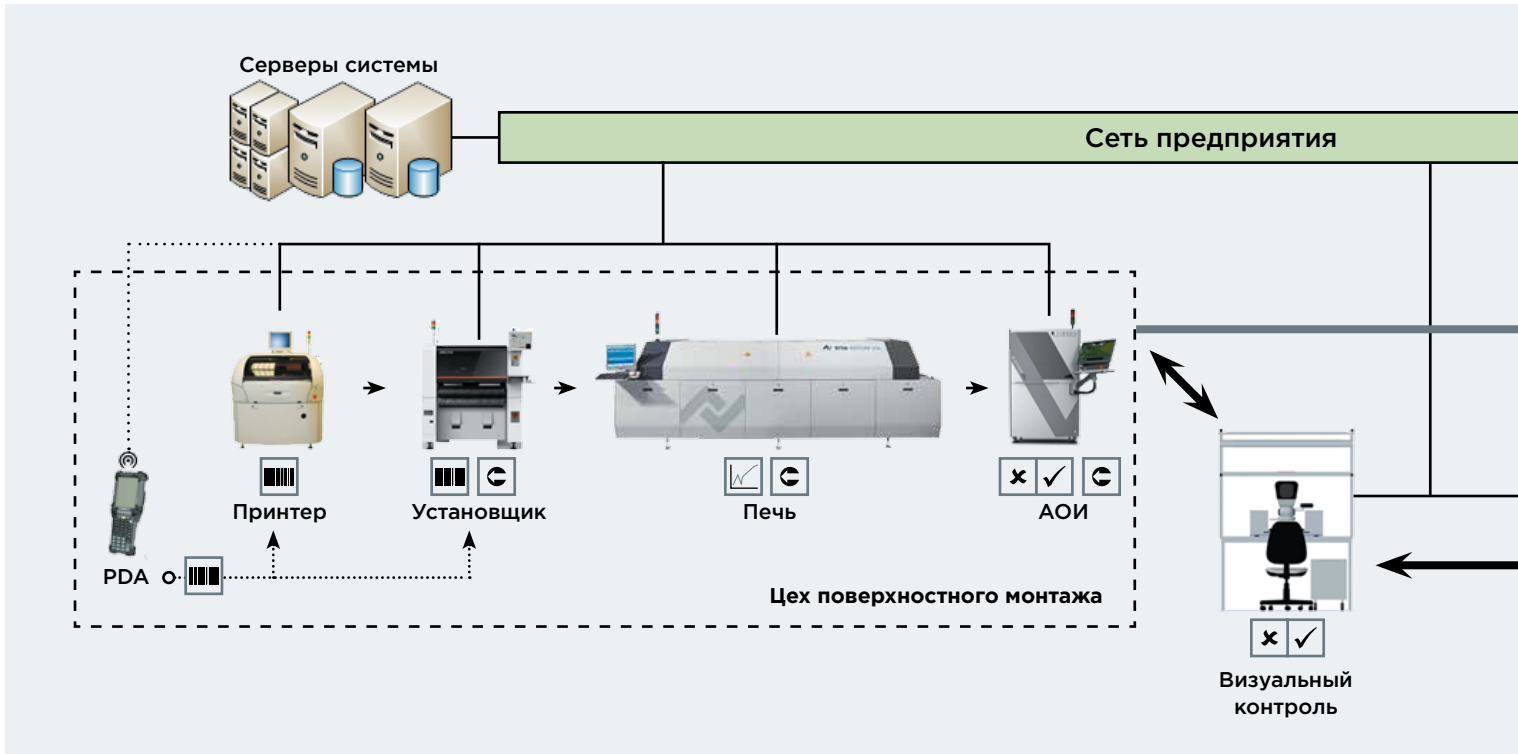 Серверы системы
Сеть предприятия
Принтер
Установщик
Печь
АОИ
PDA
Цех поверхностного монтажа
Визуальный
контроль